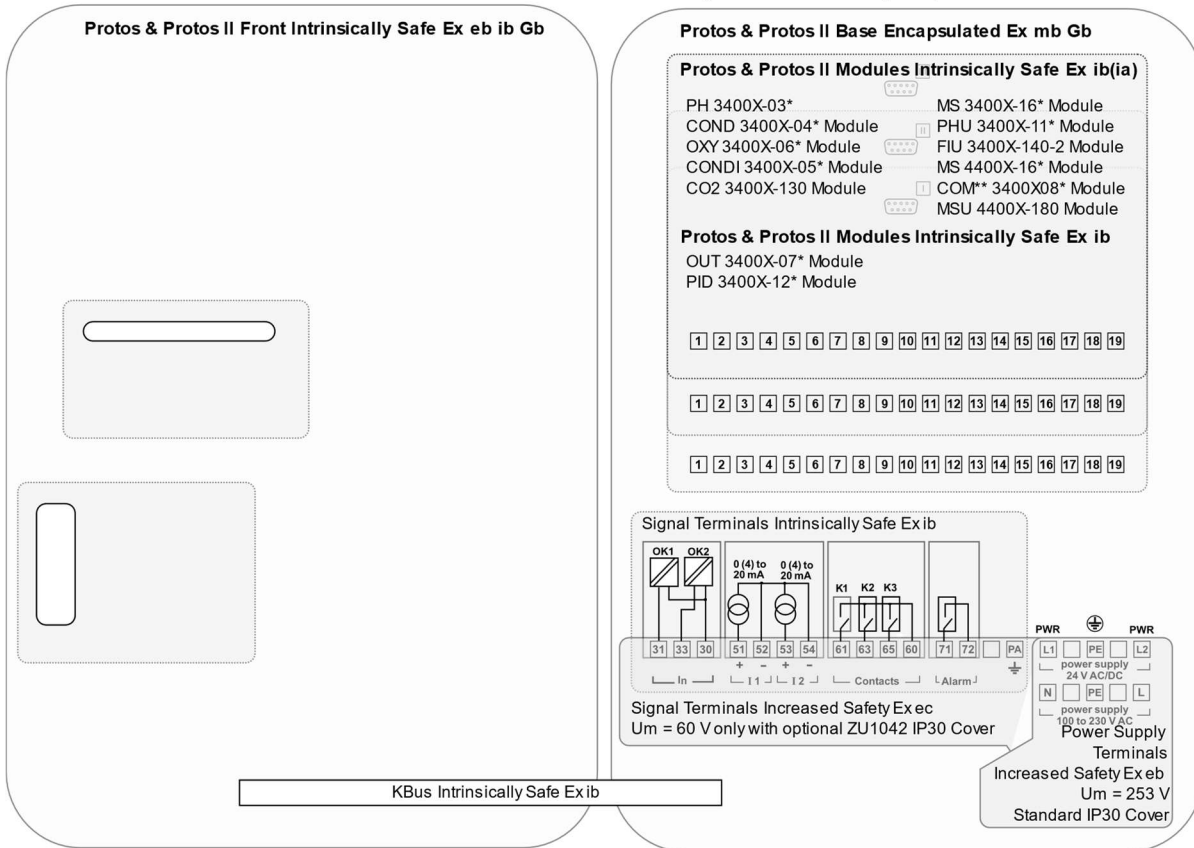 Protos & Protos II Front Intrinsically Safe Ex eb ib Gb
Protos & Protos II Base Encapsulated Ex mb Gb
Protos & Protos II Modules Intrinsically Safe Ex ib(ia)
PH 3400X-03*
COND 3400X-04* Module
OXY 3400X-06* Module
CONDI 3400X-05* Module
CO2 3400X-130 Module
MS 3400X-16* Module
PHU 3400X-11* Module
FIU 3400X-140-2 Module
MS 4400X-16* Module
COM** 3400X08* Module
MSU 4400X-180 Module
II
I
Protos & Protos II Modules Intrinsically Safe Ex ib
OUT 3400X-07* Module
PID 3400X-12* Module
1 2 3 4 5 6 7 8 9 10 11 12 13 14 15 16 17 18 19
1 2 3 4 5 6 7 8 9 10 11 12 13 14 15 16 17 18 19
1 2 3 4 5 6 7 8 9 10 11 12 13 14 15 16 17 18 19
Signal Terminals Intrinsically Safe Ex ib
OK1 OK2
0 (4) to 20 mA
0 (4) to 20 mA
K1 K2 K3
31 33 30 51 52 53 54 61 63 65 60 71 72 PA
+ – + –
In I 1 I 2 Contacts Alarm
PWR PWR
L1 PE L2
power supply
24 V AC/DC
N PE L
power supply
100 to 230 V AC
Signal Terminals Increased Safety Ex ec
Um = 60 V only with optional ZU1042 IP30 Cover
Power Supply
Terminals
Increased Safety Ex eb
Um = 253 V
Standard IP30 Cover
KBus Intrinsically Safe Ex ib